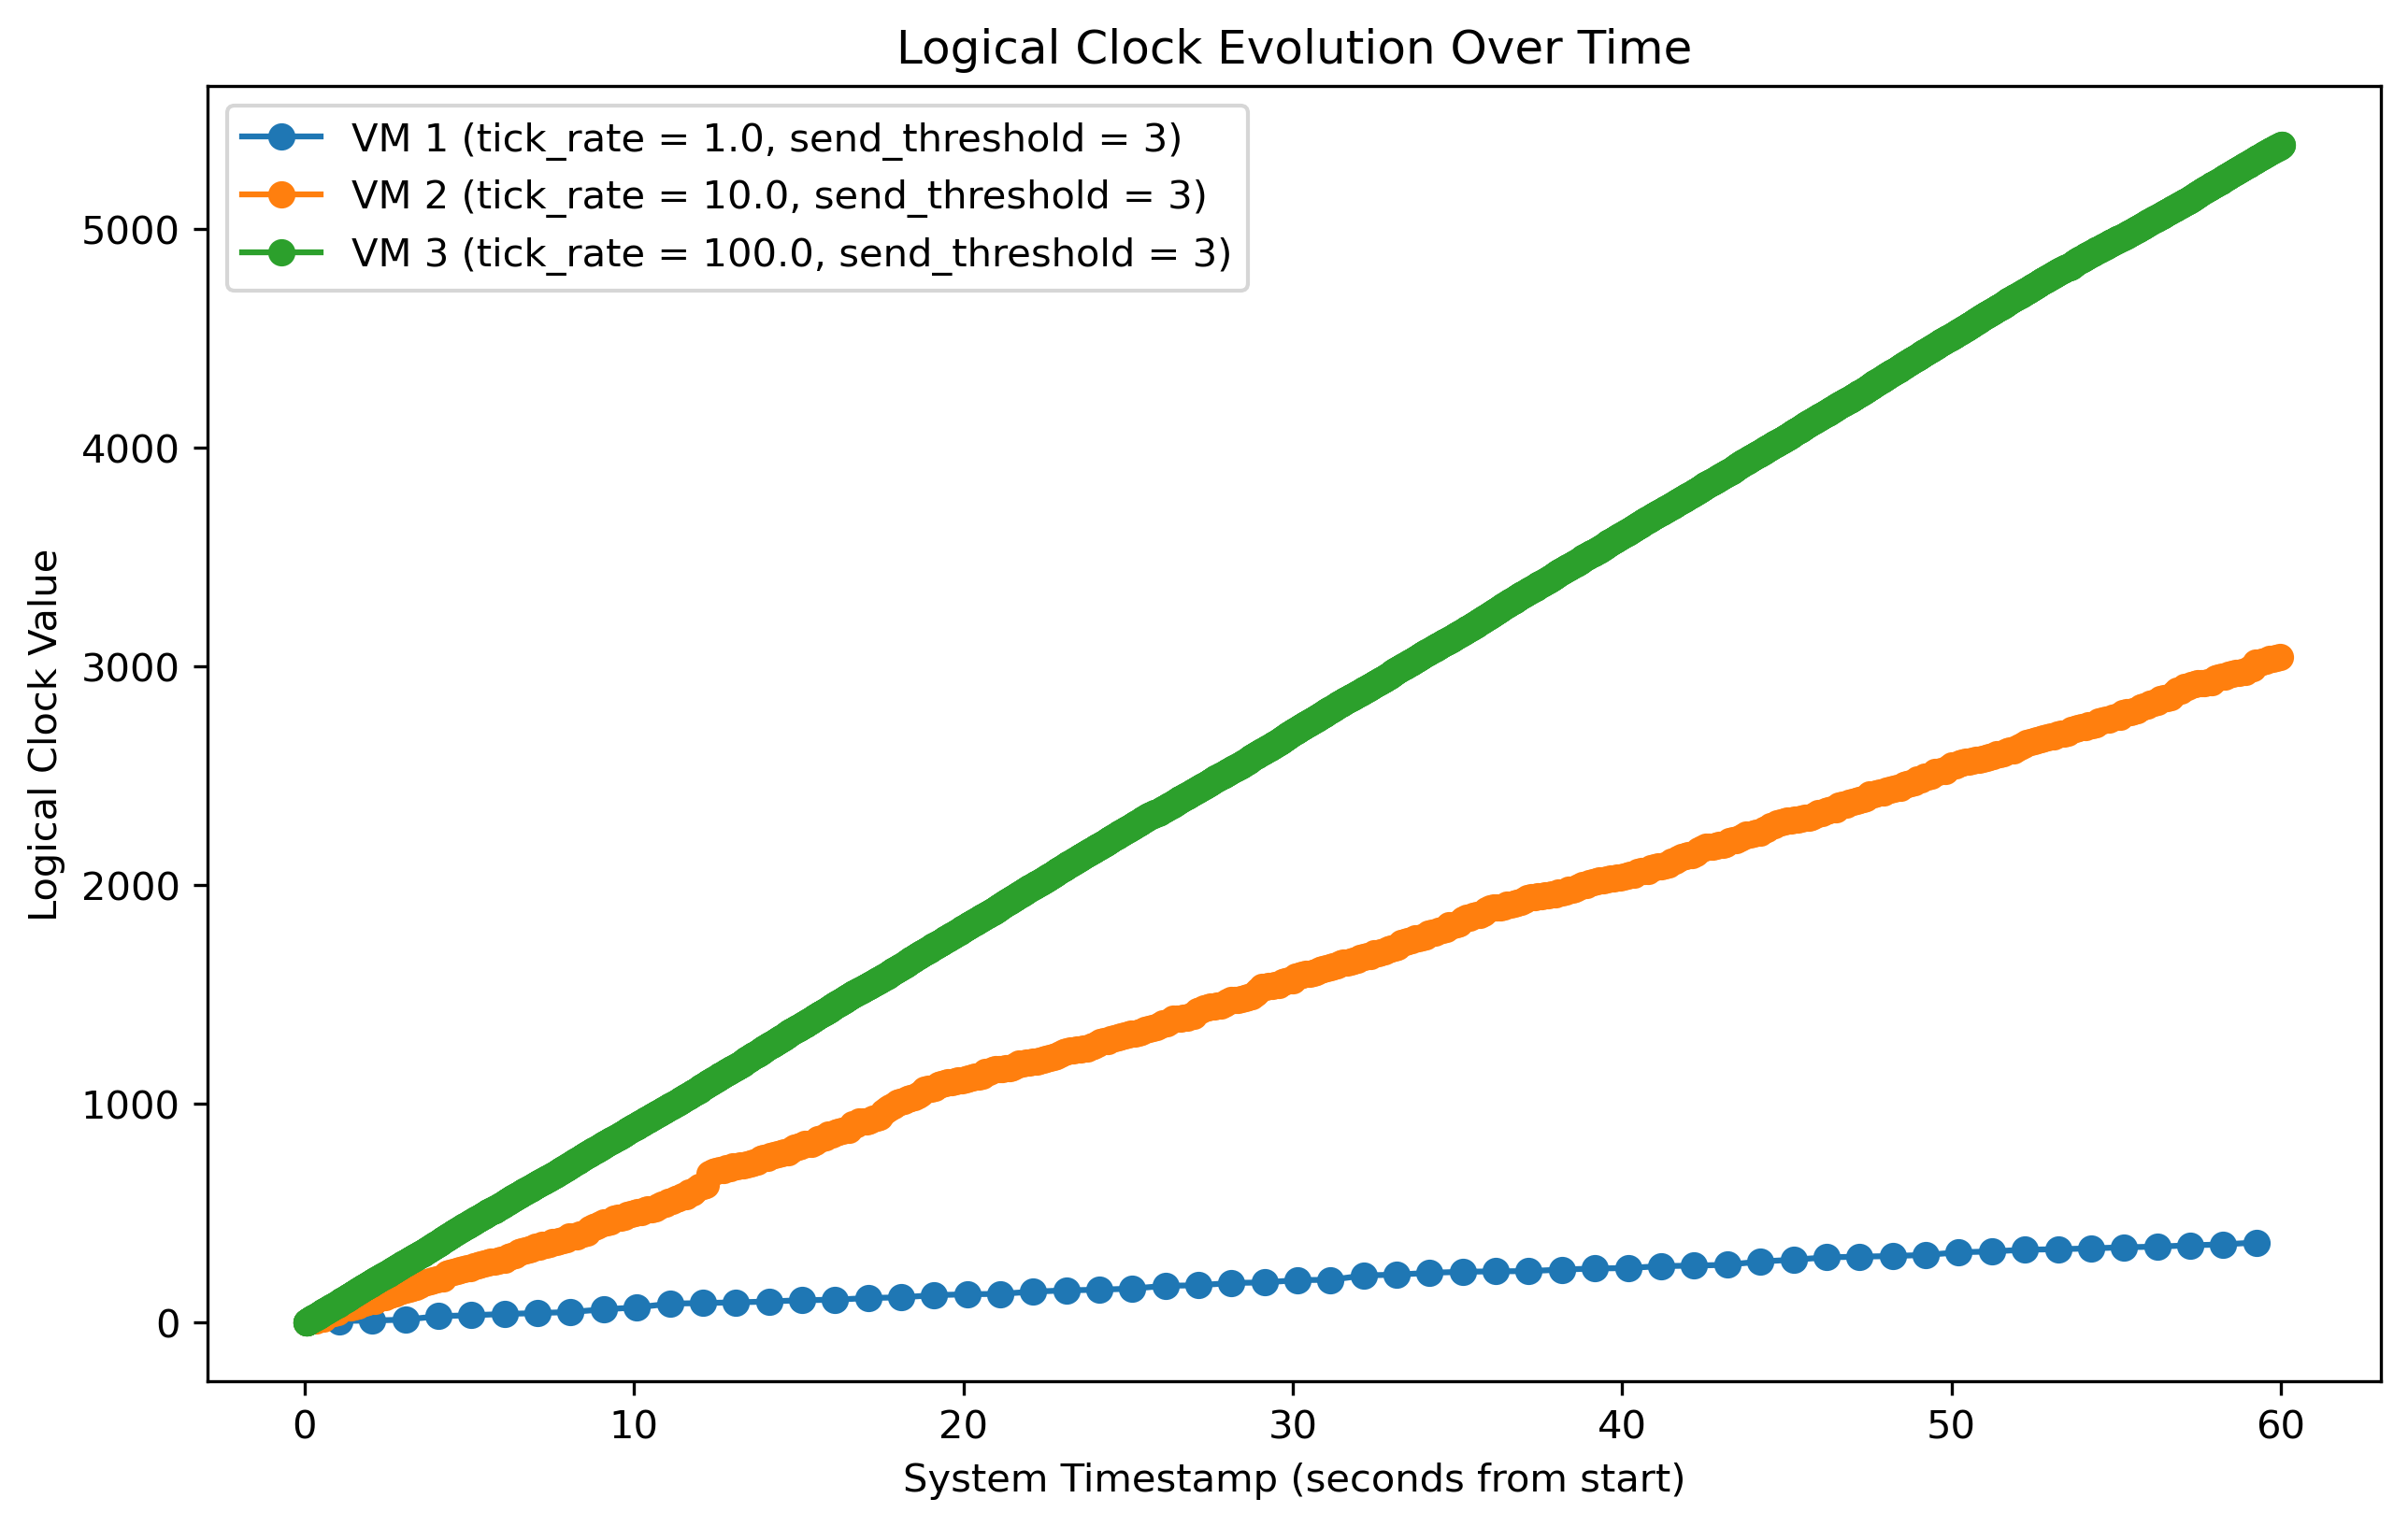 Logical Clock Evolution Over Time
VM 1 (tick_rate = 1.0, send_threshold = 3)
VM 2 (tick_rate = 10.0, send_threshold = 3)
VM 3 (tick_rate = 100.0, send_threshold = 3)
Logical Clock Value
5000
4000
3000
2000
1000
0
0 10 20 30 40 50 60
System Timestamp (seconds from start)